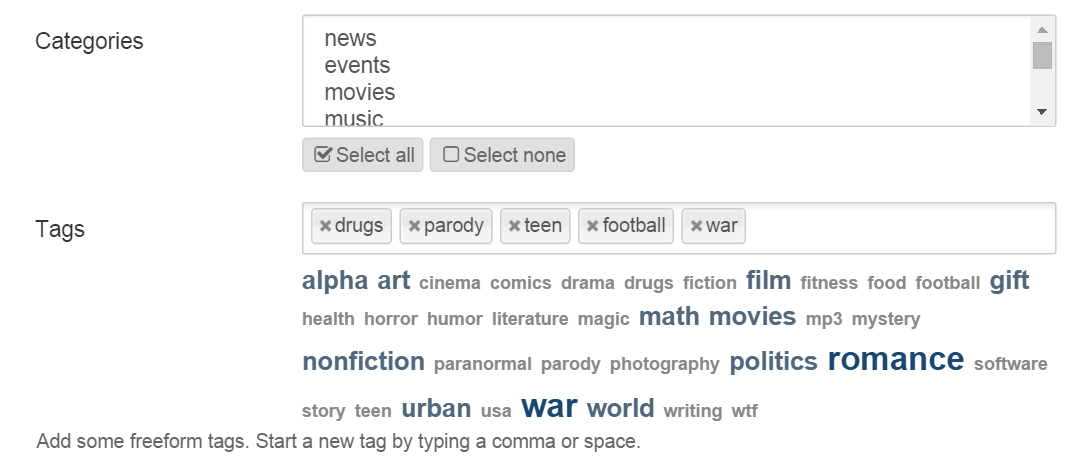 Categories
news
events
movies
music
Select all Select none
Tags
drugs parody teen football war
alpha art cinema comics drama drugs fiction film fitness food football gift
health horror humor literature magic math movies mp3 mystery
nonfiction paranormal parody photography politics romance software
story teen urban usa war world writing wtf
Add some freeform tags. Start a new tag by typing a comma or space.